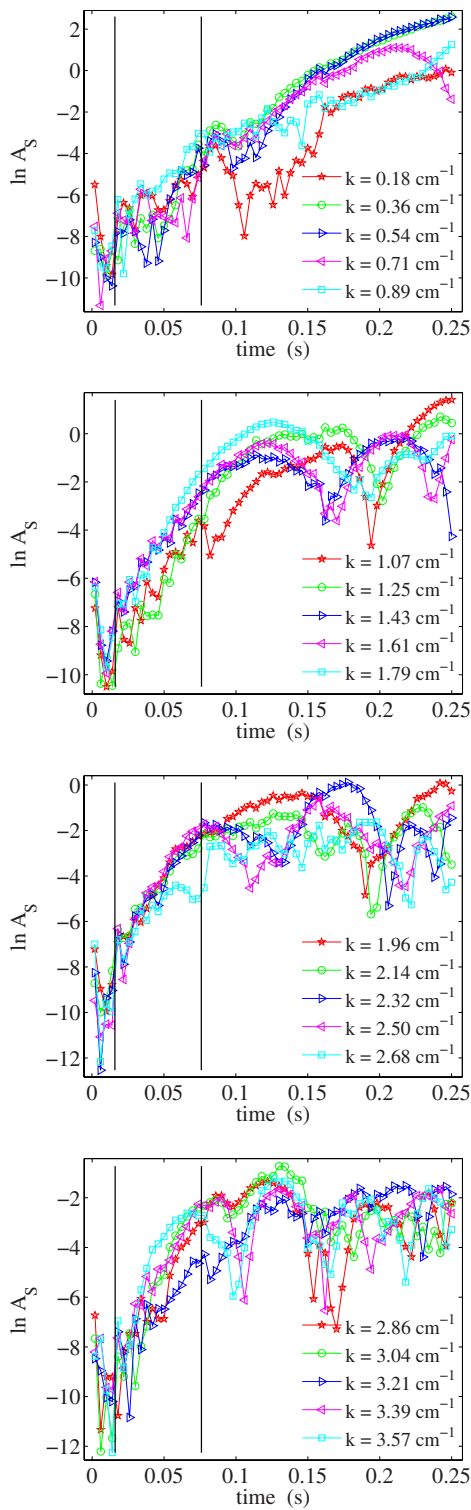 2
0
−2
−4
−6
−8
−10
ln A_S
k = 0.18 cm⁻¹
k = 0.36 cm⁻¹
k = 0.54 cm⁻¹
k = 0.71 cm⁻¹
k = 0.89 cm⁻¹
0 0.05 0.1 0.15 0.2 0.25
time (s)
0
−2
−4
−6
−8
−10
ln A_S
k = 1.07 cm⁻¹
k = 1.25 cm⁻¹
k = 1.43 cm⁻¹
k = 1.61 cm⁻¹
k = 1.79 cm⁻¹
0 0.05 0.1 0.15 0.2 0.25
time (s)
0
−2
−4
−6
−8
−10
−12
ln A_S
k = 1.96 cm⁻¹
k = 2.14 cm⁻¹
k = 2.32 cm⁻¹
k = 2.50 cm⁻¹
k = 2.68 cm⁻¹
0 0.05 0.1 0.15 0.2 0.25
time (s)
−2
−4
−6
−8
−10
−12
ln A_S
k = 2.86 cm⁻¹
k = 3.04 cm⁻¹
k = 3.21 cm⁻¹
k = 3.39 cm⁻¹
k = 3.57 cm⁻¹
0 0.05 0.1 0.15 0.2 0.25
time (s)